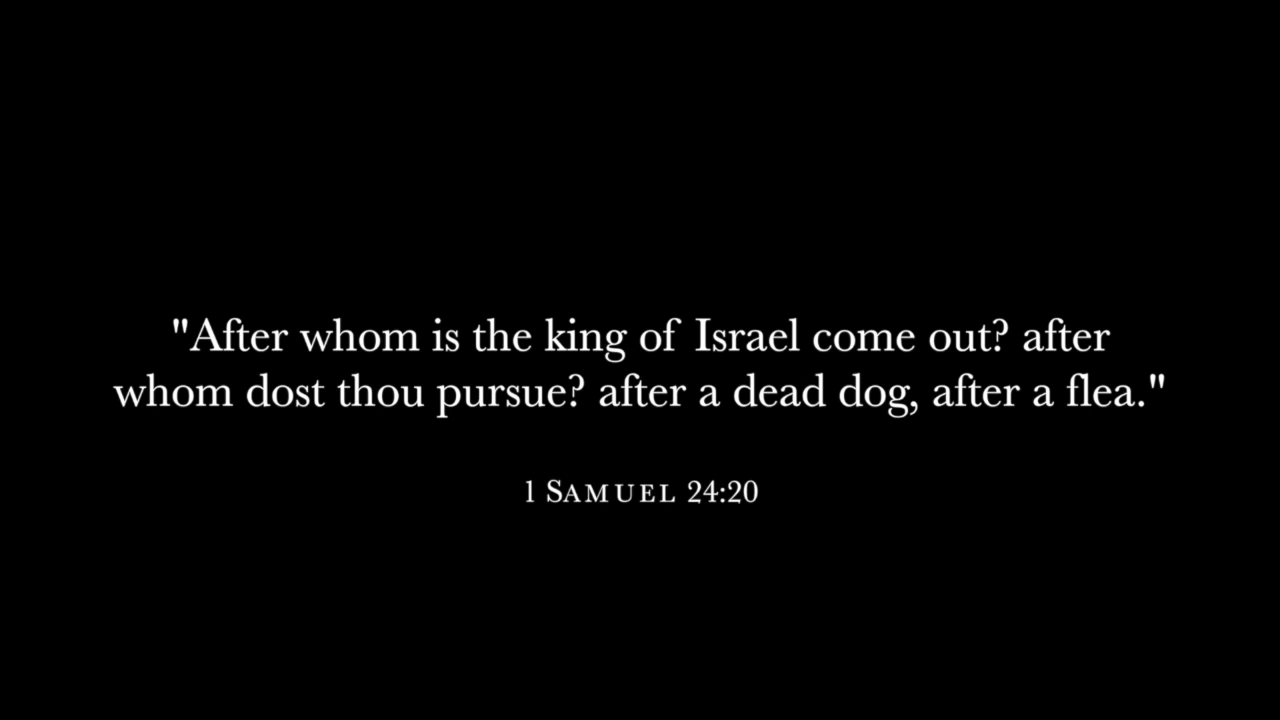 "After whom is the king of Israel come out? after
whom dost thou pursue? after a dead dog, after a flea."
1 SAMUEL 24:20